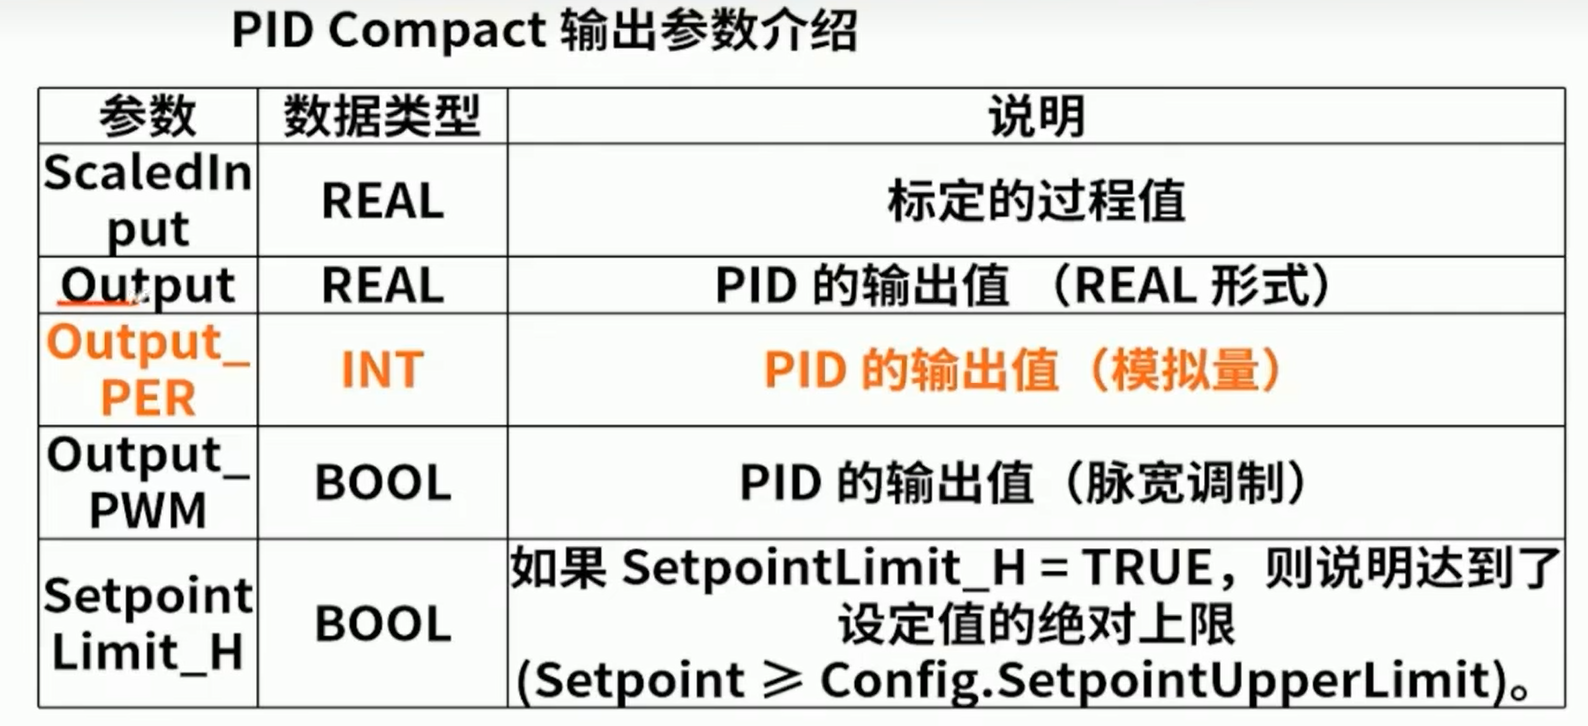 PID Compact 输出参数介绍
参数 数据类型 说明
ScaledIn
put
REAL
标定的过程值
Output REAL PID 的输出值 （REAL 形式）
Output_
PER
INT
PID 的输出值（模拟量）
Output_
PWM
BOOL
PID 的输出值（脉宽调制）
Setpoint
Limit_H
BOOL
如果 SetpointLimit_H = TRUE，则说明达到了
设定值的绝对上限
(Setpoint ⩾ Config.SetpointUpperLimit)。